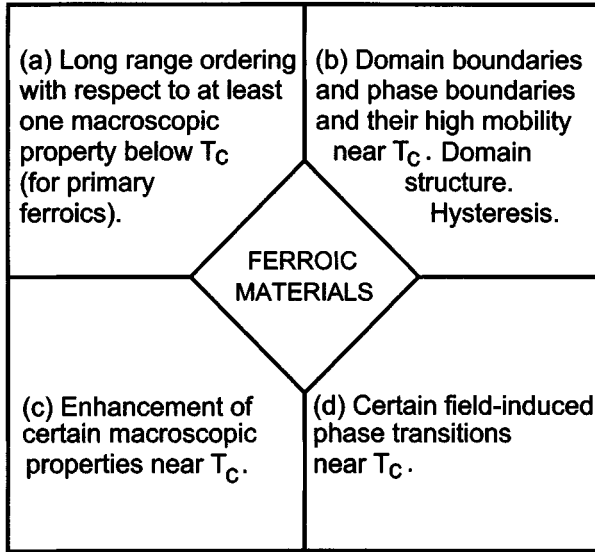 (a) Long range ordering
with respect to at least
one macroscopic
property below TC
(for primary
ferroics).
(b) Domain boundaries
and phase boundaries
and their high mobility
near TC. Domain
structure.
Hysteresis.
FERROIC
MATERIALS
(c) Enhancement of
certain macroscopic
properties near TC.
(d) Certain field-induced
phase transitions
near TC.